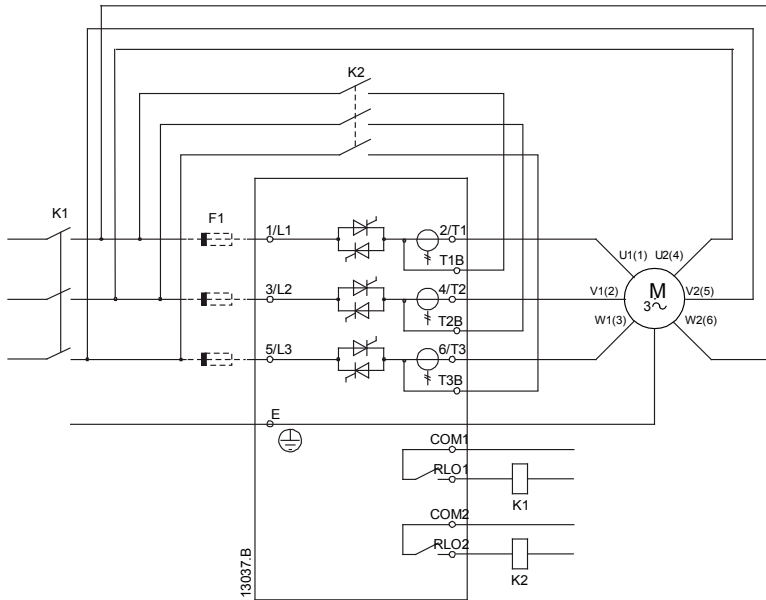 K2
K1
F1
1/L1
2/T1
T1B
U1(1)
U2(4)
3/L2
4/T2
T2B
V1(2)
M
3~
V2(5)
W1(3)
W2(6)
5/L3
6/T3
T3B
E
COM1
RLO1
K1
COM2
RLO2
K2
13037.B